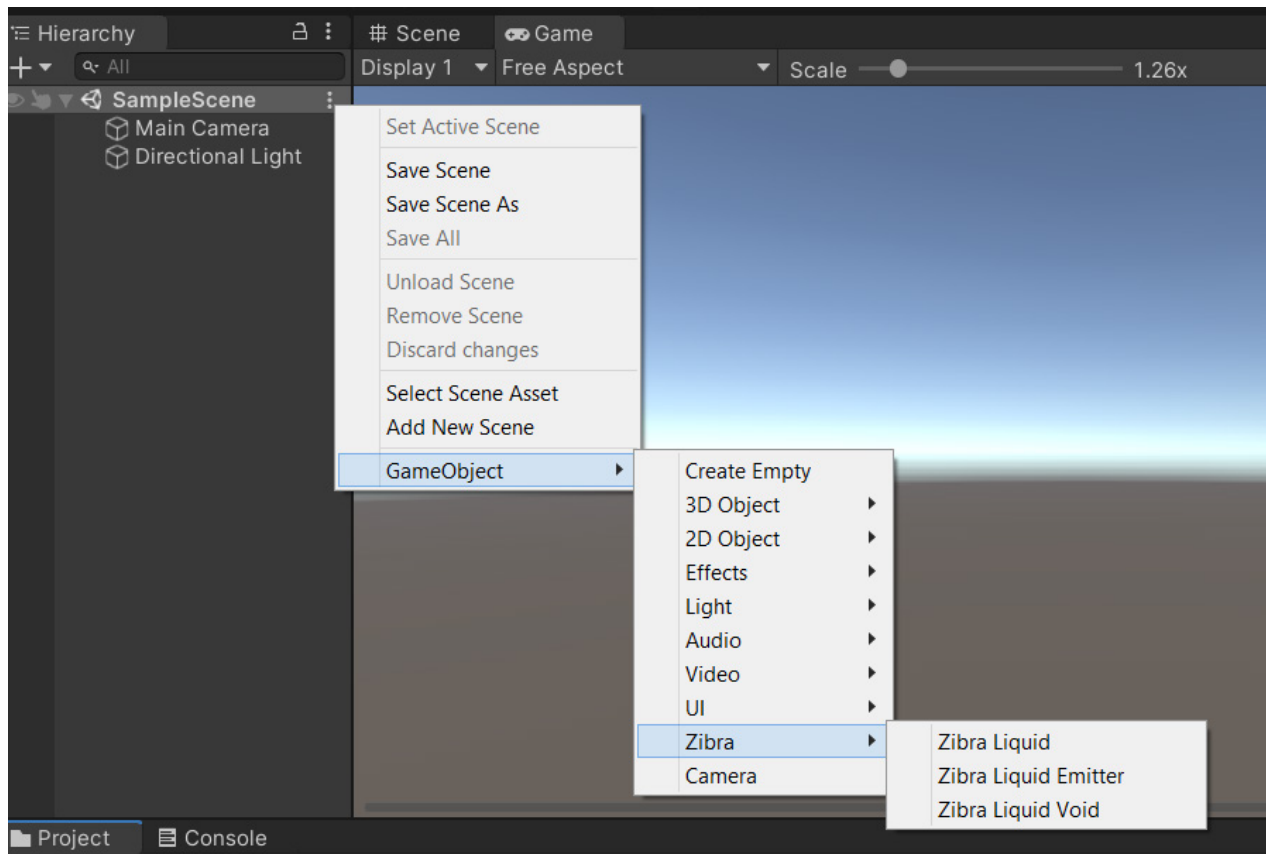 Hierarchy
All
SampleScene
Main Camera
Directional Light
Scene
Game
Display 1
Free Aspect
Scale
1.26x
Set Active Scene
Save Scene
Save Scene As
Save All
Unload Scene
Remove Scene
Discard changes
Select Scene Asset
Add New Scene
GameObject
Create Empty
3D Object
2D Object
Effects
Light
Audio
Video
UI
Zibra
Camera
Zibra Liquid
Zibra Liquid Emitter
Zibra Liquid Void
Project
Console